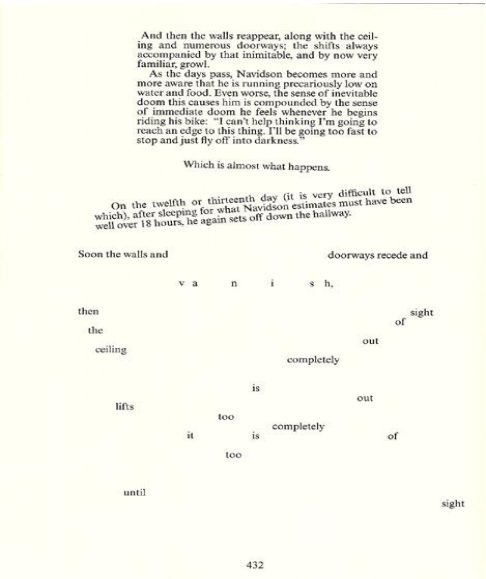 And then the walls reappear, along with the ceil-
ing and numerous doorways; the shifts always
accompanied by that inimitable, and by now very
familiar, growl.
As the days pass, Navidson becomes more and
more aware that he is running precariously low on
water and food. Even worse, the sense of inevitable
doom this causes him is compounded by the sense
of immediate doom he feels whenever he begins
riding his bike: "I can't help thinking I'm going to
reach an edge to this thing. I'll be going too fast to
stop and just fly off into darkness."
Which is almost what happens.
On the twelfth or thirteenth day (it is very difficult to tell
which), after sleeping for what Navidson estimates must have been
well over 18 hours, he again sets off down the hallway.
Soon the walls and doorways recede and
v a n i s h,
then sight
of
the
out
ceiling
completely
is
out
lifts
too
completely
it is of
too
until
sight
432